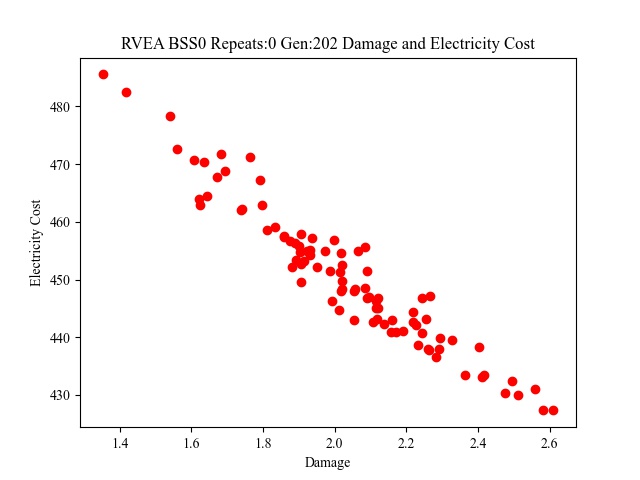 RVEA BSS0 Repeats:0 Gen:202 Damage and Electricity Cost
480
470
460
450
440
430
Electricity Cost
1.4 1.6 1.8 2.0 2.2 2.4 2.6
Damage